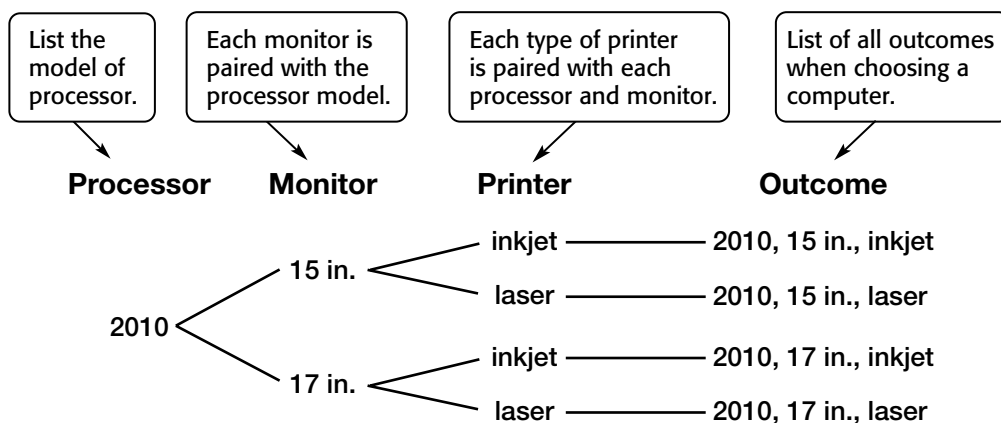 List the
model of
processor.
Each monitor is
paired with the
processor model.
Each type of printer
is paired with each
processor and monitor.
List of all outcomes
when choosing a
computer.
Processor Monitor Printer Outcome
inkjet 2010, 15 in., inkjet
15 in.
laser 2010, 15 in., laser
2010
inkjet 2010, 17 in., inkjet
17 in.
laser 2010, 17 in., laser